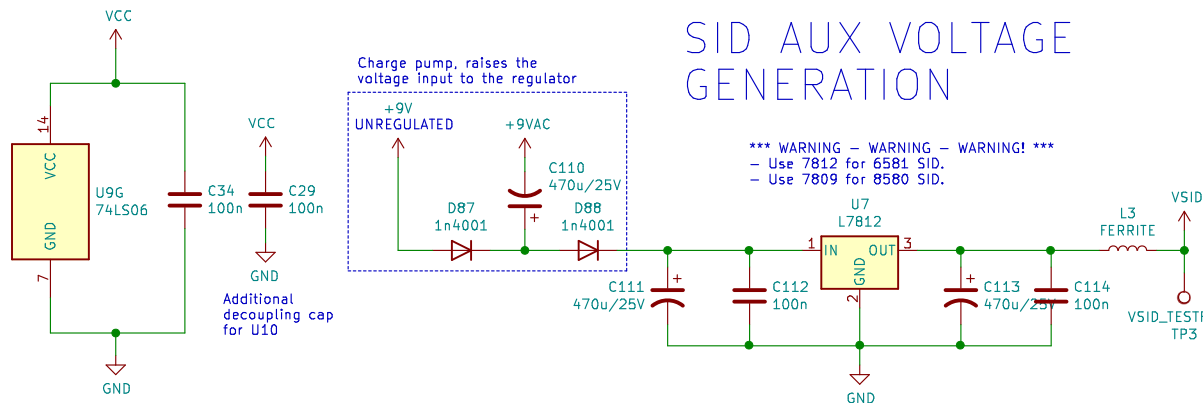 SID AUX VOLTAGE
GENERATION
VCC
14
VCC
U9G
74LS06
GND
7
GND
C34
100n
VCC
C29
100n
GND
Additional
decoupling cap
for U10
Charge pump, raises the
voltage input to the regulator
+9V
UNREGULATED
+9VAC
C110
470u/25V
+
D87
1n4001
D88
1n4001
*** WARNING – WARNING – WARNING! ***
– Use 7812 for 6581 SID.
– Use 7809 for 8580 SID.
U7
L7812
1
IN
OUT
3
GND
2
C111
470u/25V
+
C112
100n
C113
470u/25V
+
C114
100n
GND
L3
FERRITE
VSID
VSID_TESTP
TP3